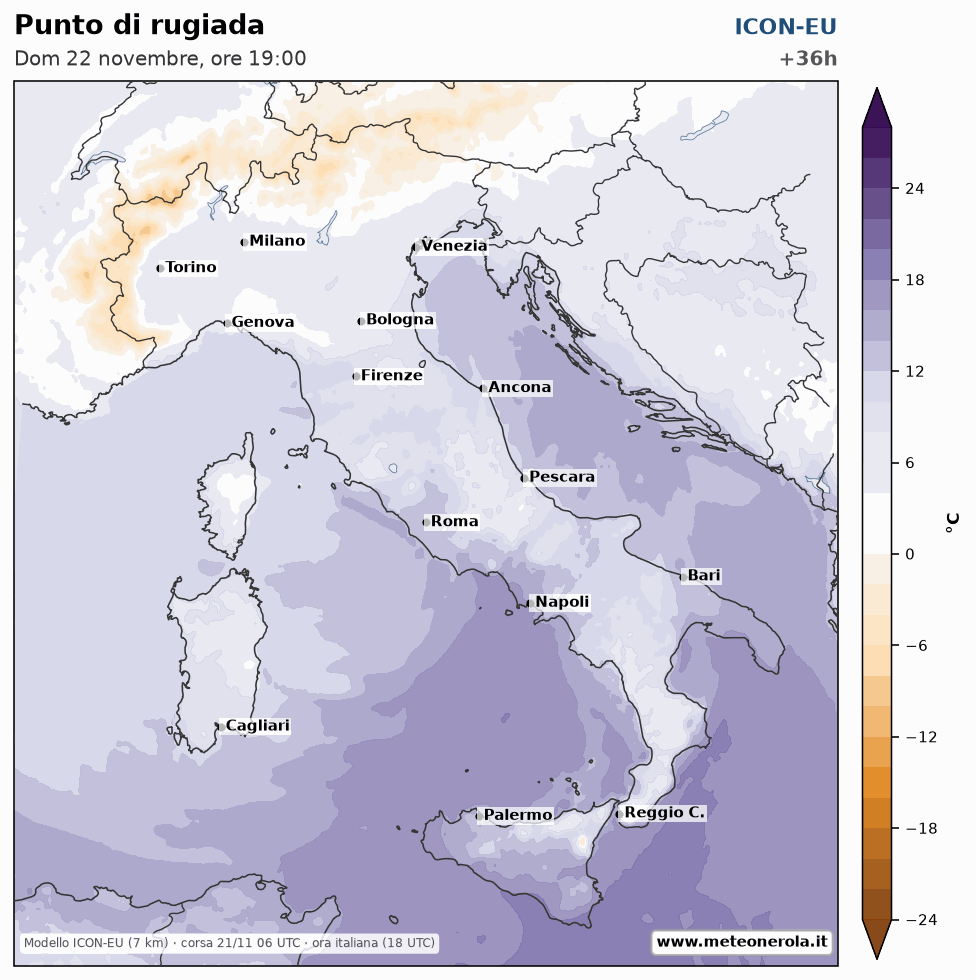 Punto di rugiada
ICON-EU
Dom 22 novembre, ore 19:00
+36h
Milano
Venezia
Torino
Genova
Bologna
Firenze
Ancona
Pescara
Roma
Bari
Napoli
Cagliari
Palermo
Reggio C.
24
18
12
6
0
−6
−12
−18
−24
°C
Modello ICON-EU (7 km) · corsa 21/11 06 UTC · ora italiana (18 UTC)
www.meteonerola.it